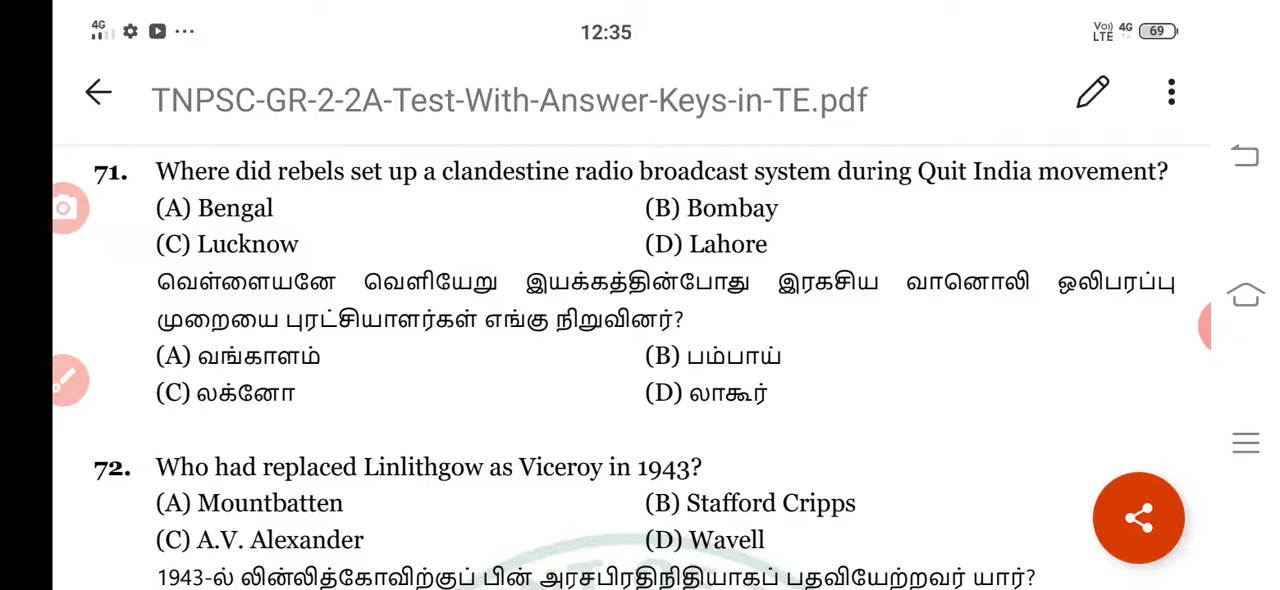 4G
12:35
Vo)) 4G 69
LTE
TNPSC-GR-2-2A-Test-With-Answer-Keys-in-TE.pdf
71. Where did rebels set up a clandestine radio broadcast system during Quit India movement?
(A) Bengal (B) Bombay
(C) Lucknow (D) Lahore
வெள்ளையனே வெளியேறு இயக்கத்தின்போது இரகசிய வானொலி ஒலிபரப்பு
முறையை புரட்சியாளர்கள் எங்கு நிறுவினர்?
(A) வங்காளம் (B) பம்பாய்
(C) லக்னோ (D) லாகூர்
72. Who had replaced Linlithgow as Viceroy in 1943?
(A) Mountbatten (B) Stafford Cripps
(C) A.V. Alexander (D) Wavell
1943-ல் லின்லித்கோவிற்குப் பின் அரசபிரதிநிதியாகப் பதவியேற்றவர் யார்?